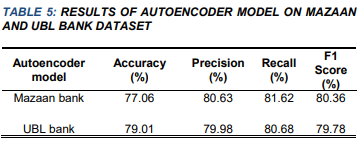 TABLE 5: RESULTS OF AUTOENCODER MODEL ON MAZAAN
AND UBL BANK DATASET
Autoencoder model Accuracy (%) Precision (%) Recall (%) F1 Score (%)
Mazaan bank 77.06 80.63 81.62 80.36
UBL bank 79.01 79.98 80.68 79.78